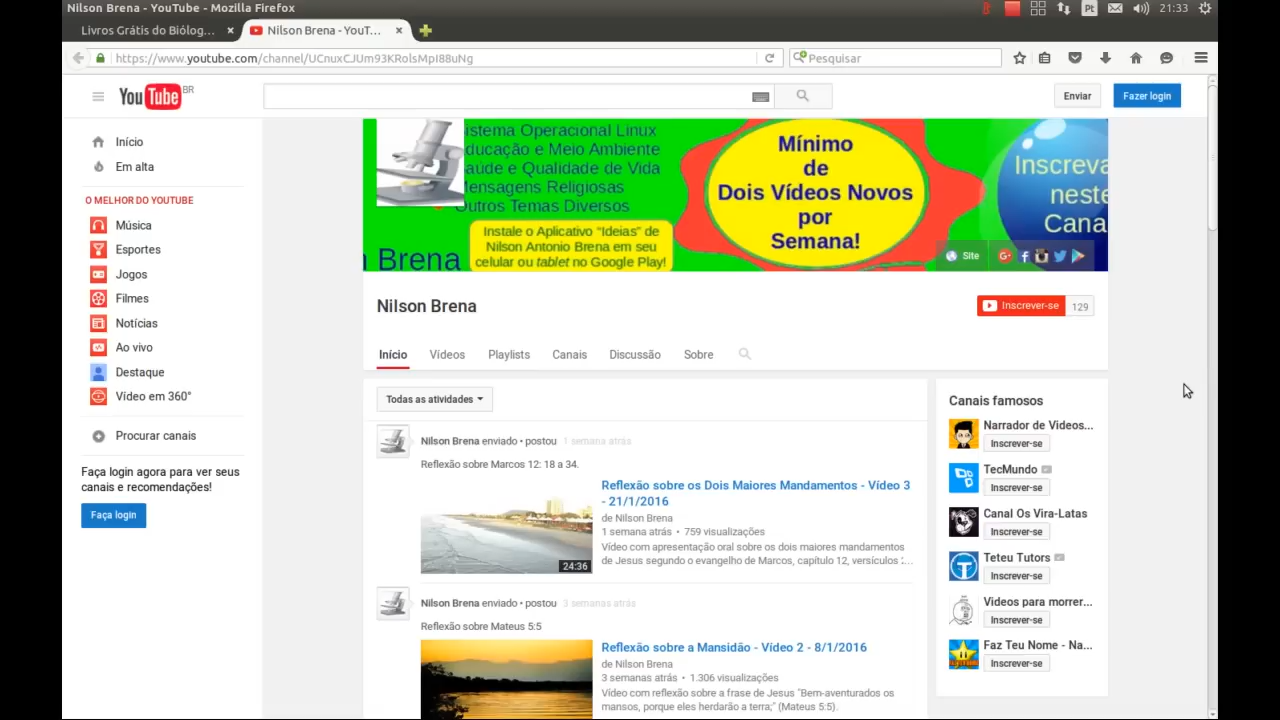 Nilson Brena - YouTube - Mozilla Firefox
Pt
21:33
Livros Grátis do Biólog...
Nilson Brena - YouT...
https://www.youtube.com/channel/UCnuxCJUm93KRolsMpI88uNg
Pesquisar
YouTube BR
Enviar
Fazer login
Início
Em alta
O MELHOR DO YOUTUBE
Música
Esportes
Jogos
Filmes
Notícias
Ao vivo
Destaque
Vídeo em 360°
Procurar canais
Faça login agora para ver seus
canais e recomendações!
Faça login
istema Operacional Linux
ducação e Meio Ambiente
aúde e Qualidade de Vida
Mensagens Religiosas
Outros Temas Diversos
Instale o Aplicativo "Ideias" de
Nilson Antonio Brena em seu
celular ou tablet no Google Play!
n Brena
Mínimo
de
Dois Vídeos Novos
por
Semana!
Inscreva
neste
Cana
Site
Nilson Brena
Inscrever-se
129
Início
Vídeos
Playlists
Canais
Discussão
Sobre
Todas as atividades
Nilson Brena enviado • postou 1 semana atrás
Reflexão sobre Marcos 12: 18 a 34.
24:36
Reflexão sobre os Dois Maiores Mandamentos - Vídeo 3
- 21/1/2016
de Nilson Brena
1 semana atrás • 759 visualizações
Vídeo com apresentação oral sobre os dois maiores mandamentos
de Jesus segundo o evangelho de Marcos, capítulo 12, versículos
Nilson Brena enviado • postou 3 semanas atrás
Reflexão sobre Mateus 5:5
Reflexão sobre a Mansidão - Vídeo 2 - 8/1/2016
de Nilson Brena
3 semanas atrás • 1.306 visualizações
Vídeo com reflexão sobre a frase de Jesus "Bem-aventurados os
mansos, porque eles herdarão a terra;" (Mateus 5:5).
Canais famosos
Narrador de Videos...
Inscrever-se
TecMundo
Inscrever-se
Canal Os Vira-Latas
Inscrever-se
Teteu Tutors
Inscrever-se
Videos para morrer...
Inscrever-se
Faz Teu Nome - Na...
Inscrever-se